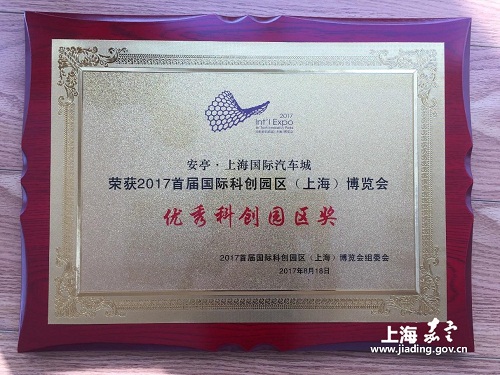 2017
Int'l Expo
安亭·上海国际汽车城
荣获2017首届国际科创园区（上海）博览会
优秀科创园区奖
2017首届国际科创园区（上海）博览会组委会
2017年8月18日
上海嘉定
www.jiading.gov.cn